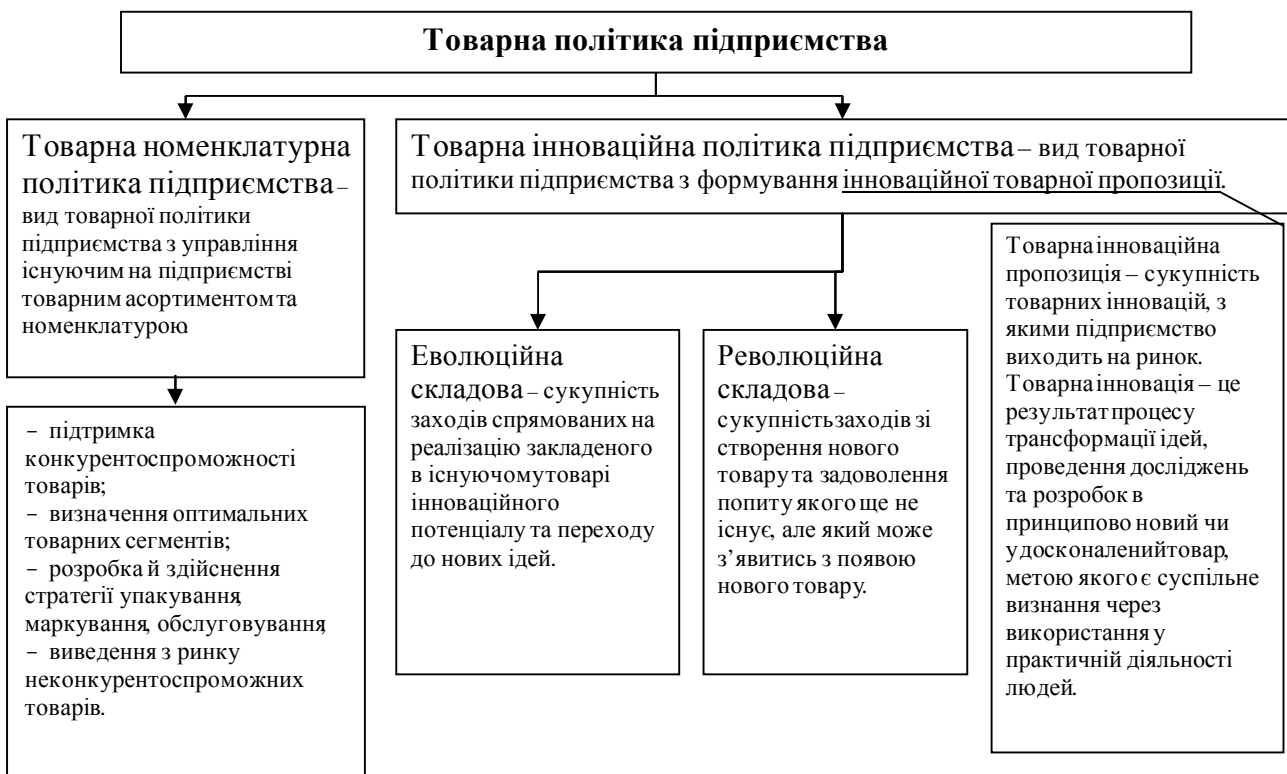 Товарна політика підприємства
Товарна номенклатурна
політика підприємства –
вид товарної політики
підприємства з управління
існуючим на підприємстві
товарним асортиментом та
номенклатурою.
– підтримка
конкурентоспроможності
товарів;
– визначення оптимальних
товарних сегментів;
– розробка й здійснення
стратегії упакування,
маркування, обслуговування,
– виведення з ринку
неконкурентоспроможних
товарів.
Товарна інноваційна політика підприємства – вид товарної
політики підприємства з формування інноваційної товарної пропозиції.
Еволюційна
складова – сукупність
заходів спрямованих на
реалізацію закладеного
в існуючому товарі
інноваційного
потенціалу та переходу
до нових ідей.
Революційна
складова –
сукупність заходів зі
створення нового
товару та задоволення
попиту якого ще не
існує, але який може
з’явитись з появою
нового товару.
Товарна інноваційна
пропозиція – сукупність
товарних інновацій, з
якими підприємство
виходить на ринок.
Товарна інновація – це
результат процесу
трансформації ідей,
проведення досліджень
та розробок в
принципово новий чи
удосконалений товар,
метою якого є суспільне
визнання через
використання у
практичній діяльності
людей.